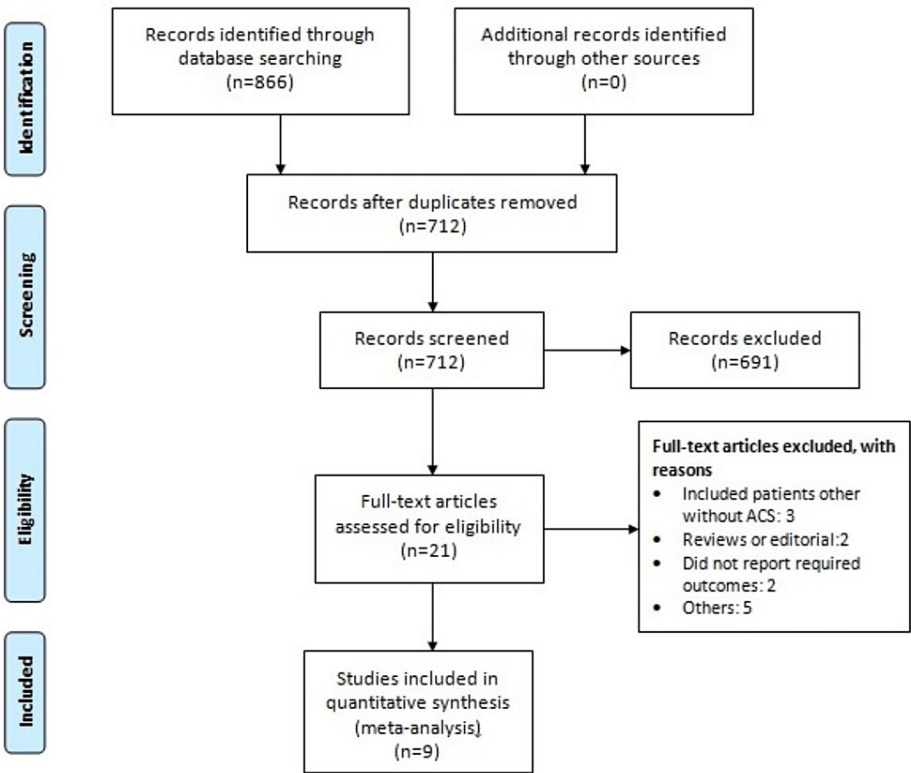 Identification
Records identified through
database searching
(n=866)
Additional records identified
through other sources
(n=0)
Records after duplicates removed
(n=712)
Screening
Records screened
(n=712)
Records excluded
(n=691)
Eligibility
Full-text articles
assessed for eligibility
(n=21)
Full-text articles excluded, with
reasons
• Included patients other
without ACS: 3
• Reviews or editorial:2
• Did not report required
outcomes: 2
• Others: 5
Included
Studies included in
quantitative synthesis
(meta-analysis)
(n=9)